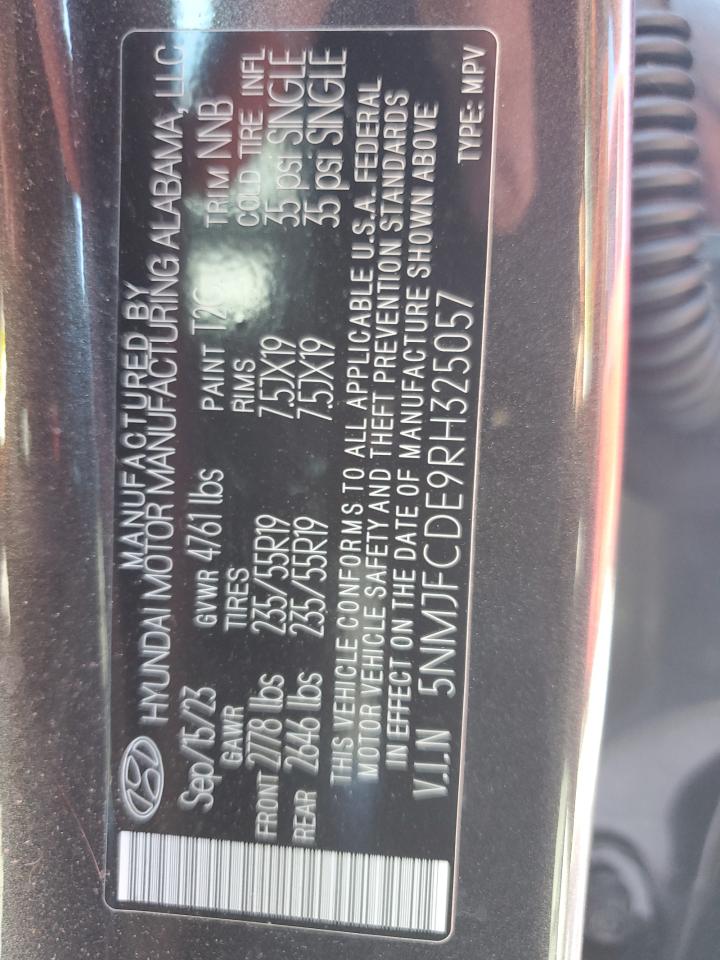 MANUFACTURED BY
HYUNDAI MOTOR MANUFACTURING ALABAMA, LLC
Sep/15/23 GVWR 4761 lbs PAINT TRIM NNB
GAWR TIRES RIMS COLD TIRE INFL
FRONT 2778 lbs 235/55R19 7.5JX19 35 psi SINGLE
REAR 2646 lbs 235/55R19 7.5JX19 35 psi SINGLE
THIS VEHICLE CONFORMS TO ALL APPLICABLE U.S.A. FEDERAL
MOTOR VEHICLE SAFETY AND THEFT PREVENTION STANDARDS
IN EFFECT ON THE DATE OF MANUFACTURE SHOWN ABOVE
V.I.N 5NMJFCDE9RH325057 TYPE: MPV